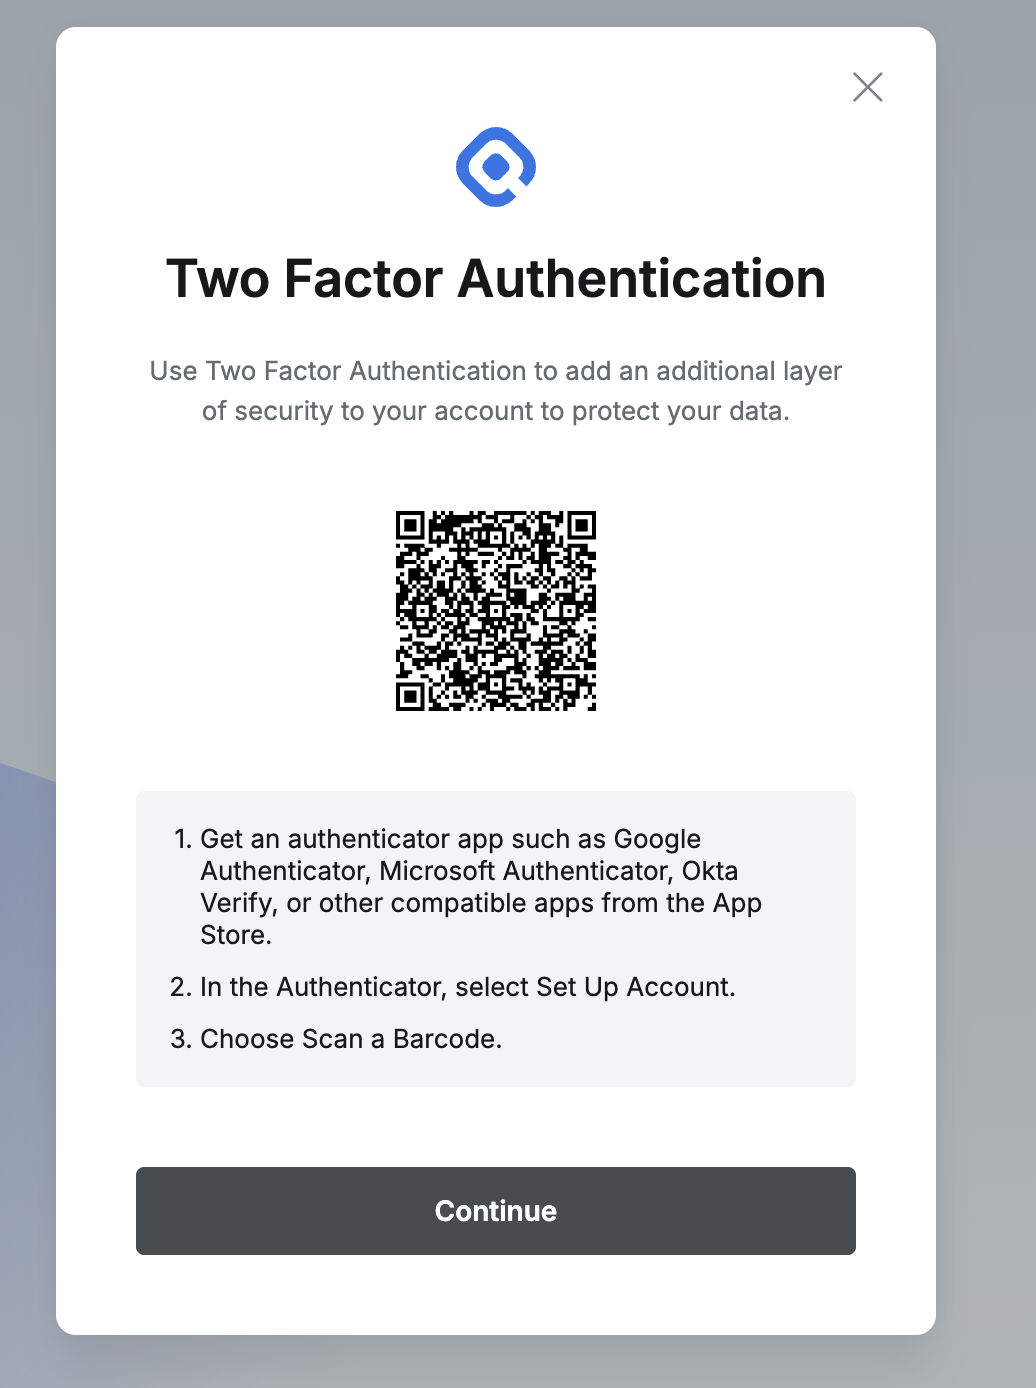 Two Factor Authentication
Use Two Factor Authentication to add an additional layer
of security to your account to protect your data.
1. Get an authenticator app such as Google
Authenticator, Microsoft Authenticator, Okta
Verify, or other compatible apps from the App
Store.
2. In the Authenticator, select Set Up Account.
3. Choose Scan a Barcode.
Continue